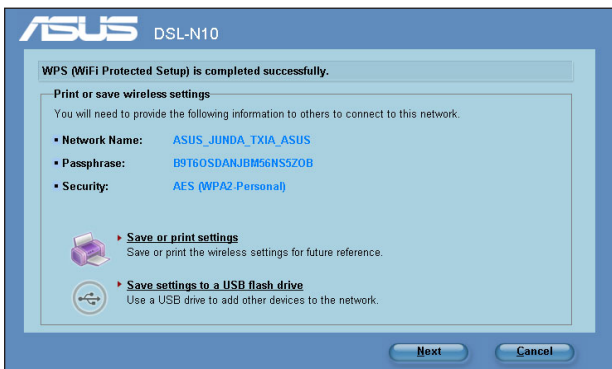 ASUS DSL-N10
WPS (WiFi Protected Setup) is completed successfully.
Print or save wireless settings
You will need to provide the following information to others to connect to this network.
▪ Network Name: ASUS_JUNDA_TXIA_ASUS
▪ Passphrase: B9T6OSDANJBM56NS5ZOB
▪ Security: AES (WPA2-Personal)
Save or print settings
Save or print the wireless settings for future reference.
Save settings to a USB flash drive
Use a USB drive to add other devices to the network.
Next Cancel